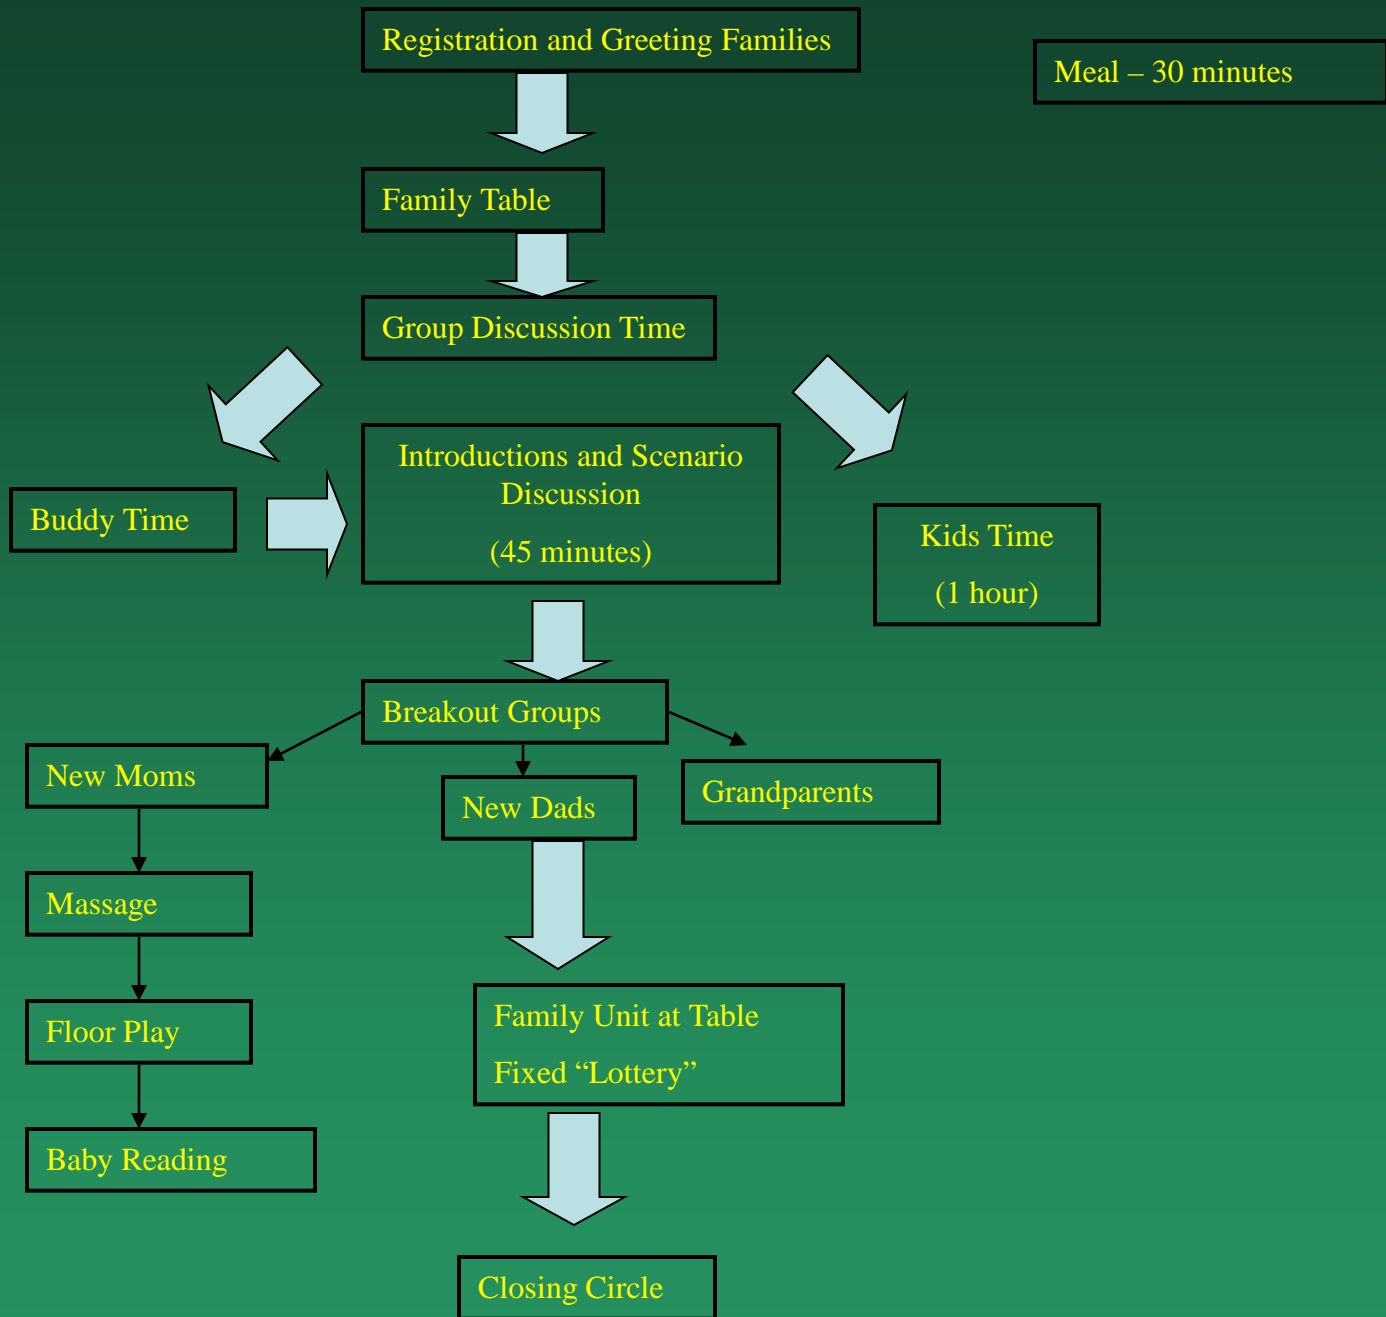 Registration and Greeting Families
Meal – 30 minutes
Family Table
Group Discussion Time
Introductions and Scenario
Discussion
(45 minutes)
Buddy Time
Kids Time
(1 hour)
Breakout Groups
New Moms
New Dads
Grandparents
Massage
Floor Play
Baby Reading
Family Unit at Table
Fixed “Lottery”
Closing Circle